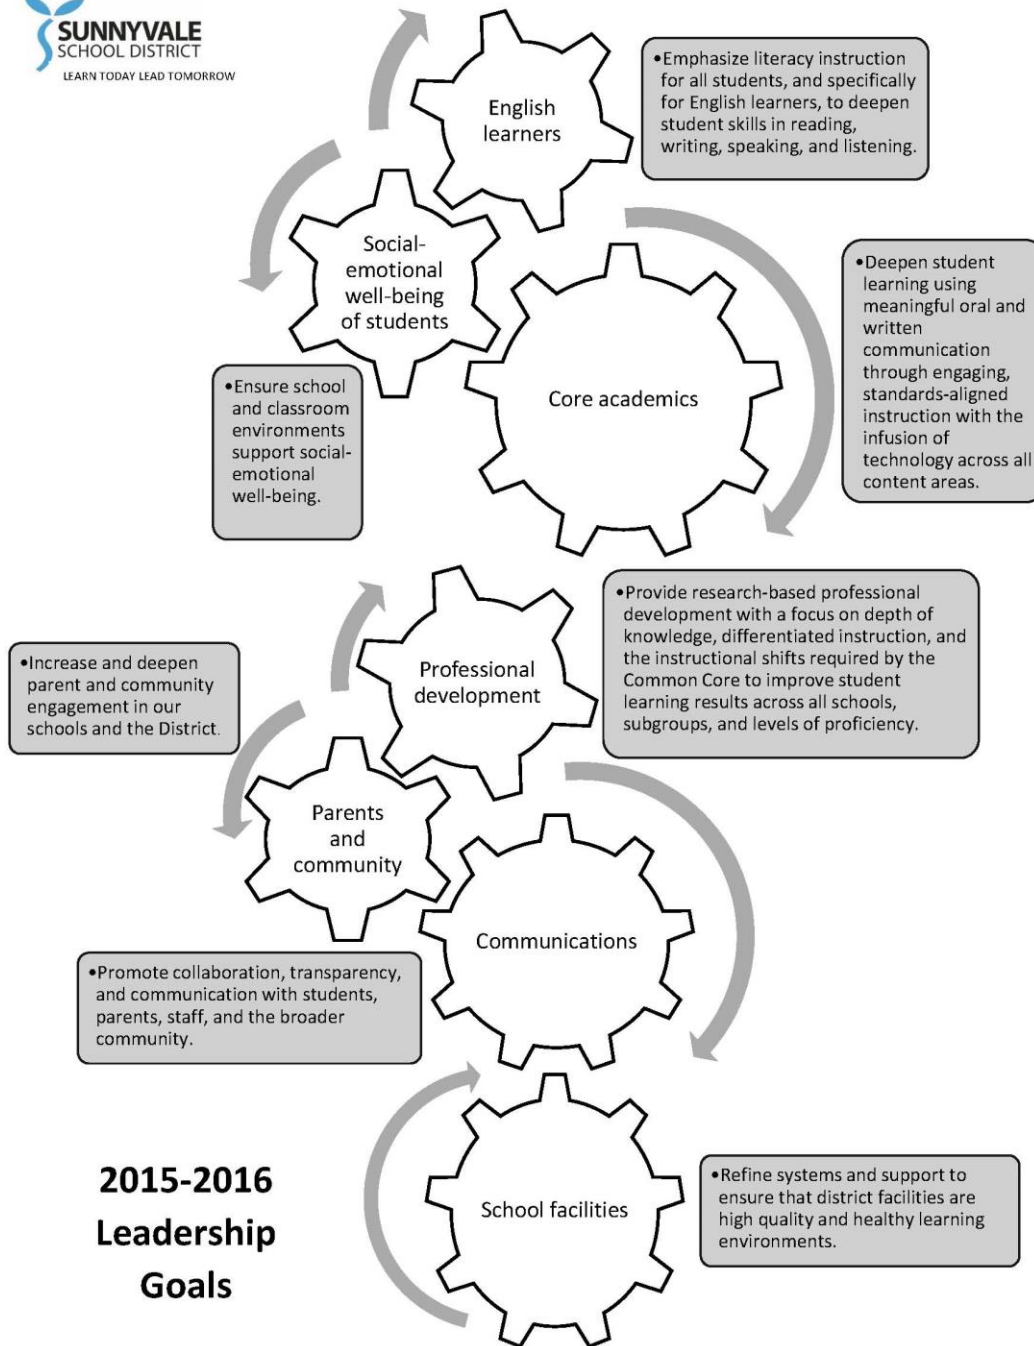 SUNNYVALE
SCHOOL DISTRICT
LEARN TODAY LEAD TOMORROW
English
learners
•Emphasize literacy instruction
for all students, and specifically
for English learners, to deepen
student skills in reading,
writing, speaking, and listening.
Social-
emotional
well-being
of students
•Ensure school
and classroom
environments
support social-
emotional
well-being.
Core academics
•Deepen student
learning using
meaningful oral and
written
communication
through engaging,
standards-aligned
instruction with the
infusion of
technology across all
content areas.
Professional
development
•Provide research-based professional
development with a focus on depth of
knowledge, differentiated instruction, and
the instructional shifts required by the
Common Core to improve student
learning results across all schools,
subgroups, and levels of proficiency.
•Increase and deepen
parent and community
engagement in our
schools and the District.
Parents
and
community
Communications
•Promote collaboration, transparency,
and communication with students,
parents, staff, and the broader
community.
School facilities
•Refine systems and support to
ensure that district facilities are
high quality and healthy learning
environments.
2015-2016
Leadership
Goals